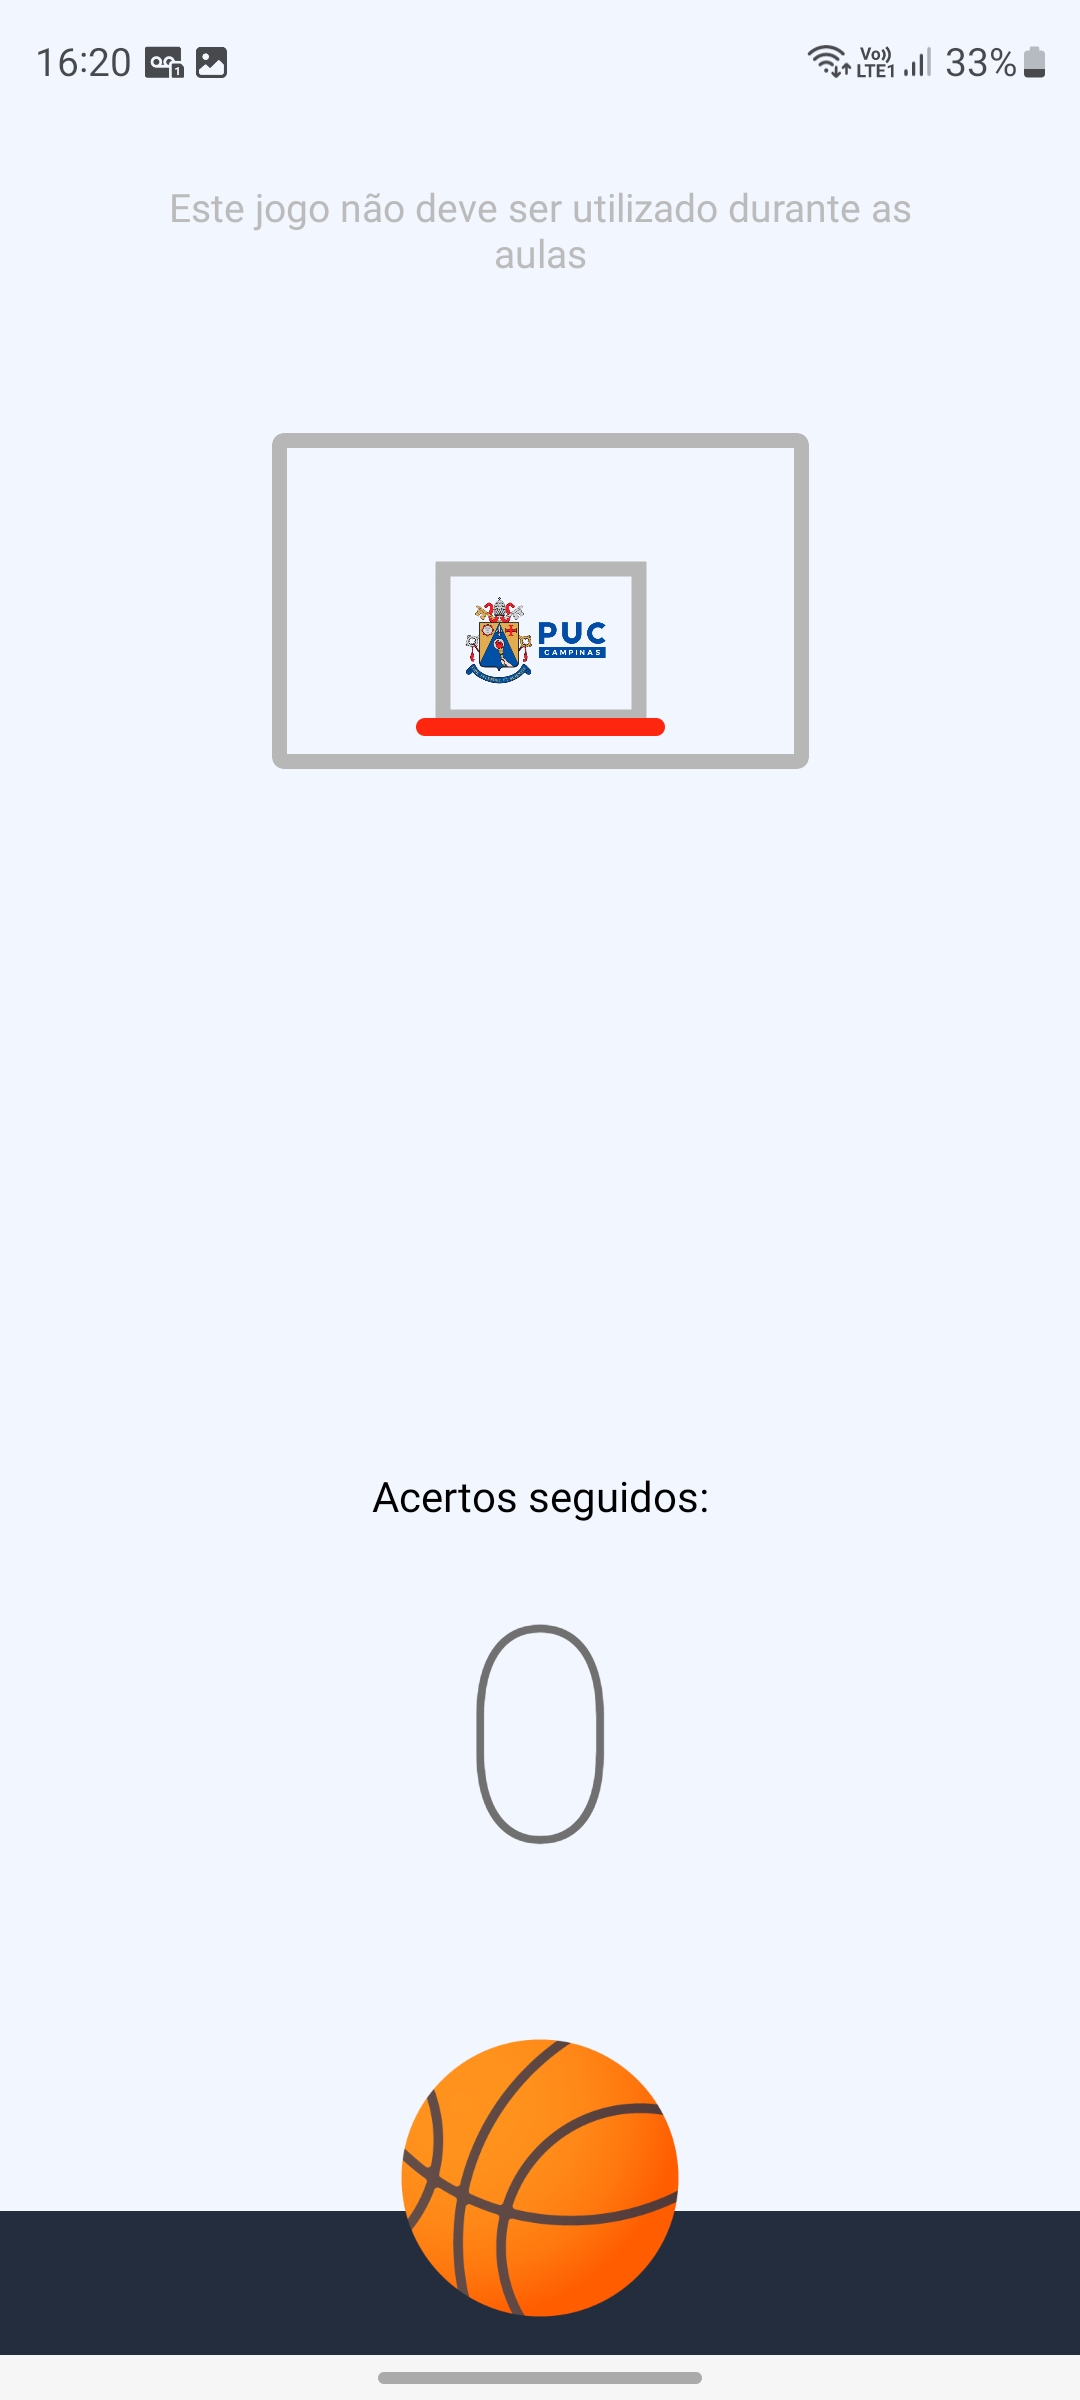 16:20
Vo))
LTE1
33%
1
Este jogo não deve ser utilizado durante as
aulas
PUC
CAMPINAS
Acertos seguidos:
0